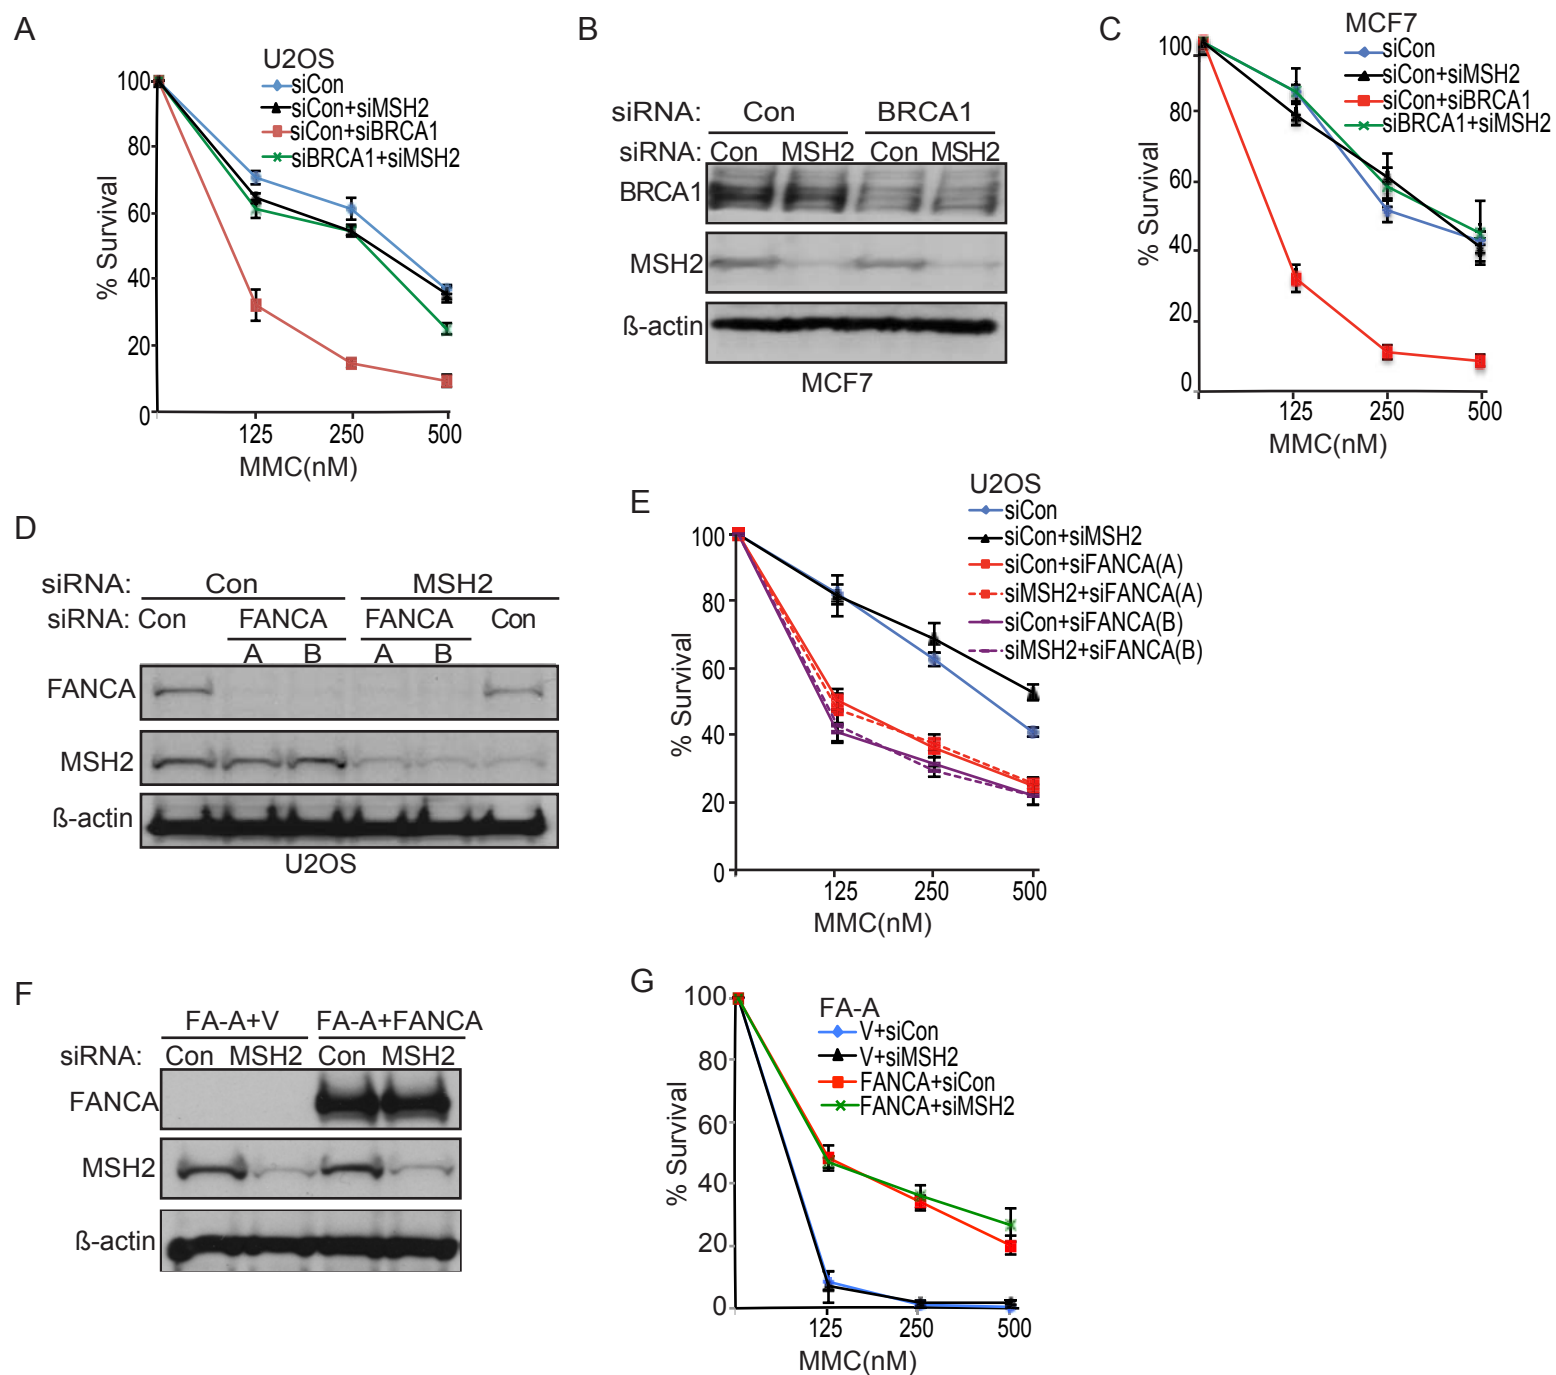 A
U2OS
siCon
siCon+siMSH2
siCon+siBRCA1
siBRCA1+siMSH2
% Survival
100
80
60
40
20
0
125 250 500
MMC(nM)
B
siRNA: Con BRCA1
siRNA: Con MSH2 Con MSH2
BRCA1
MSH2
ß-actin
MCF7
C
MCF7
siCon
siCon+siMSH2
siCon+siBRCA1
siBRCA1+siMSH2
% Survival
100
80
60
40
20
0
125 250 500
MMC(nM)
D
siRNA: Con MSH2
siRNA: Con FANCA FANCA Con
A B A B
FANCA
MSH2
ß-actin
U2OS
E
U2OS
siCon
siCon+siMSH2
siCon+siFANCA(A)
siMSH2+siFANCA(A)
siCon+siFANCA(B)
siMSH2+siFANCA(B)
% Survival
100
80
60
40
20
0
125 250 500
MMC(nM)
F
FA-A+V FA-A+FANCA
siRNA: Con MSH2 Con MSH2
FANCA
MSH2
ß-actin
G
FA-A
V+siCon
V+siMSH2
FANCA+siCon
FANCA+siMSH2
% Survival
100
80
60
40
20
0
125 250 500
MMC(nM)